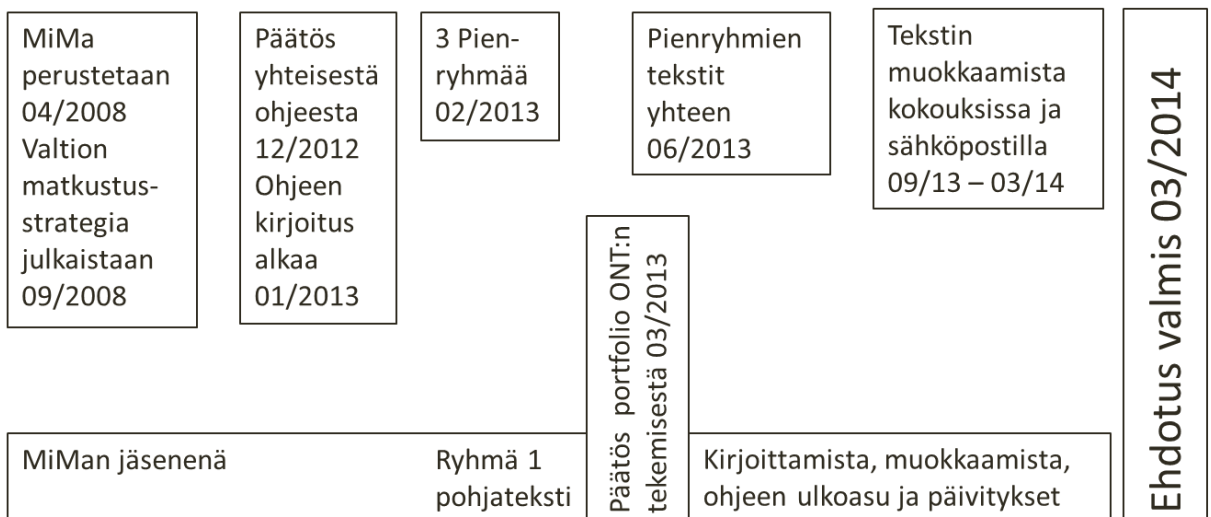 MiMa
perustetaan
04/2008
Valtion
matkustus-
strategia
julkaistaan
09/2008
Päätös
yhteisestä
ohjeesta
12/2012
Ohjeen
kirjoitus
alkaa
01/2013
3 Pien-
ryhmää
02/2013
Pienryhmien
tekstit
yhteen
06/2013
Tekstin
muokkaamista
kokouksissa ja
sähköpostilla
09/13 – 03/14
Ehdotus valmis 03/2014
Päätös portfolio ONT:n
tekemisestä 03/2013
MiMan jäsenenä
Ryhmä 1
pohjateksti
Kirjoittamista, muokkaamista,
ohjeen ulkoasu ja päivitykset